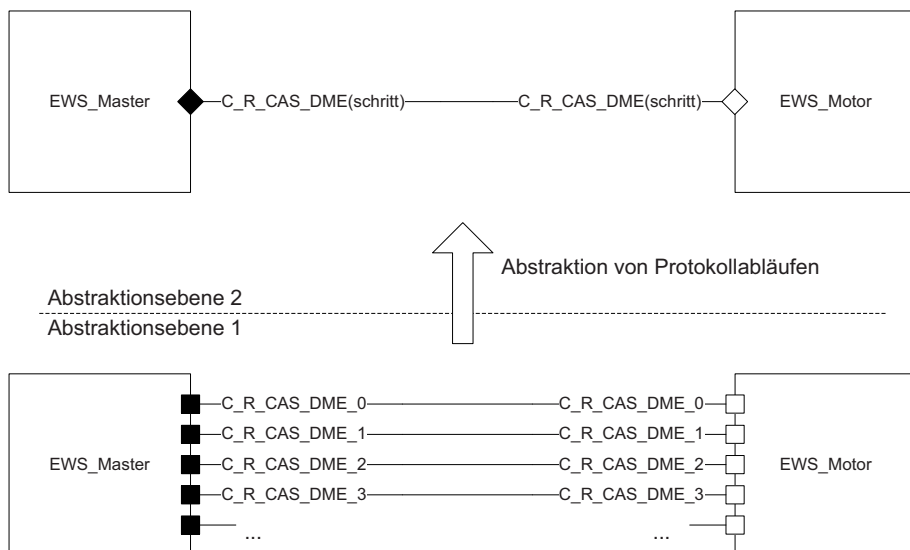 EWS_Master
C_R_CAS_DME(schritt)
C_R_CAS_DME(schritt)
EWS_Motor
Abstraktion von Protokollabläufen
Abstraktionsebene 2
Abstraktionsebene 1
EWS_Master
C_R_CAS_DME_0
C_R_CAS_DME_0
C_R_CAS_DME_1
C_R_CAS_DME_1
C_R_CAS_DME_2
C_R_CAS_DME_2
C_R_CAS_DME_3
C_R_CAS_DME_3
...
...
EWS_Motor